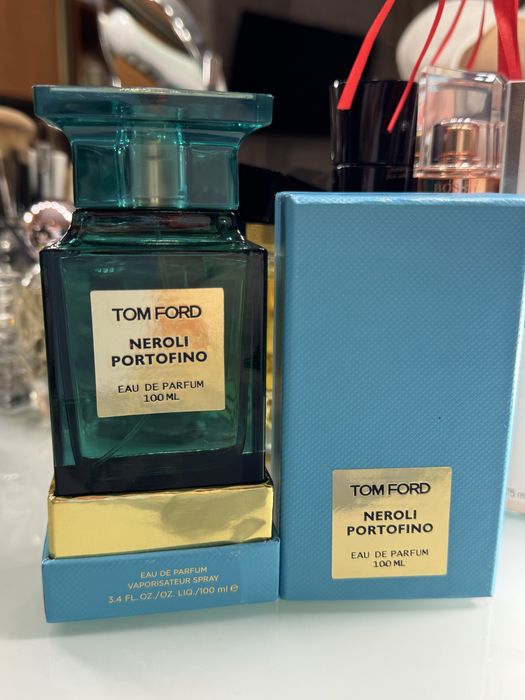 TOM FORD
NEROLI
PORTOFINO
EAU DE PARFUM
100 ML
EAU DE PARFUM
VAPORISATEUR SPRAY
3.4 FL. OZ./OZ. LIQ./100 ml ℮
TOM FORD
NEROLI
PORTOFINO
EAU DE PARFUM
100 ML